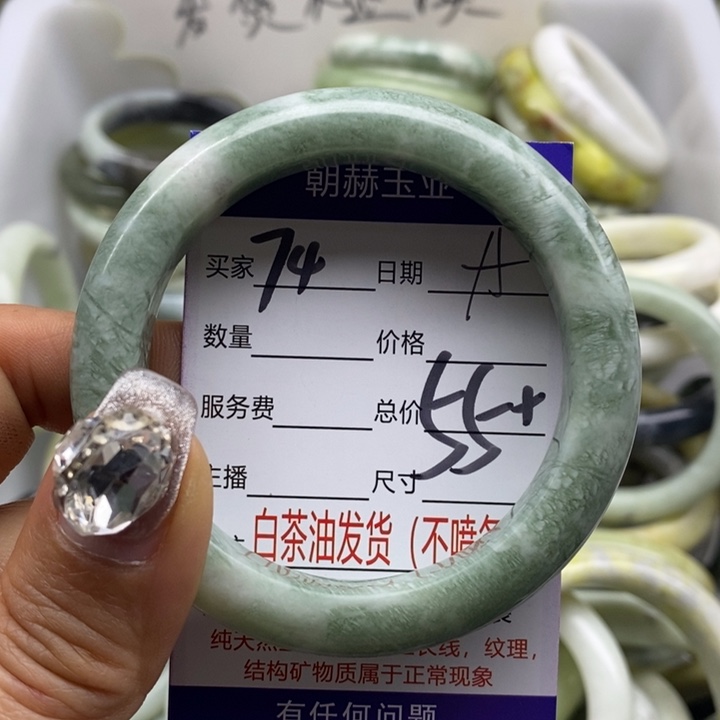 朝赫玉业
买家 74 日期 A
数量 价格
服务费 总价 55+
主播 尺寸
白茶油发货（不喷
纯天然 长线，纹理，
结构矿物质属于正常现象
有任何问题